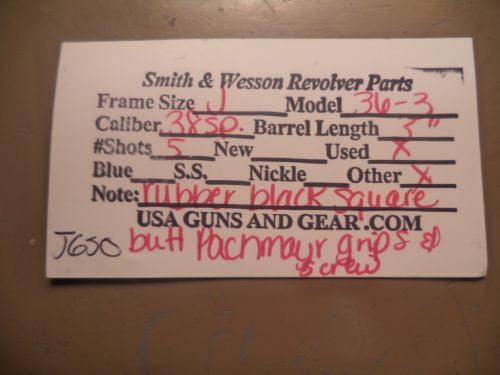 Smith & Wesson Revolver Parts
Frame Size J Model 36-3
Caliber 38sp. Barrel Length "
#Shots 5 New Used X
Blue S.S. Nickle Other X
Note: rubber black square
USA GUNS AND GEAR.COM
J650 butt Pachmayr grips &
screw